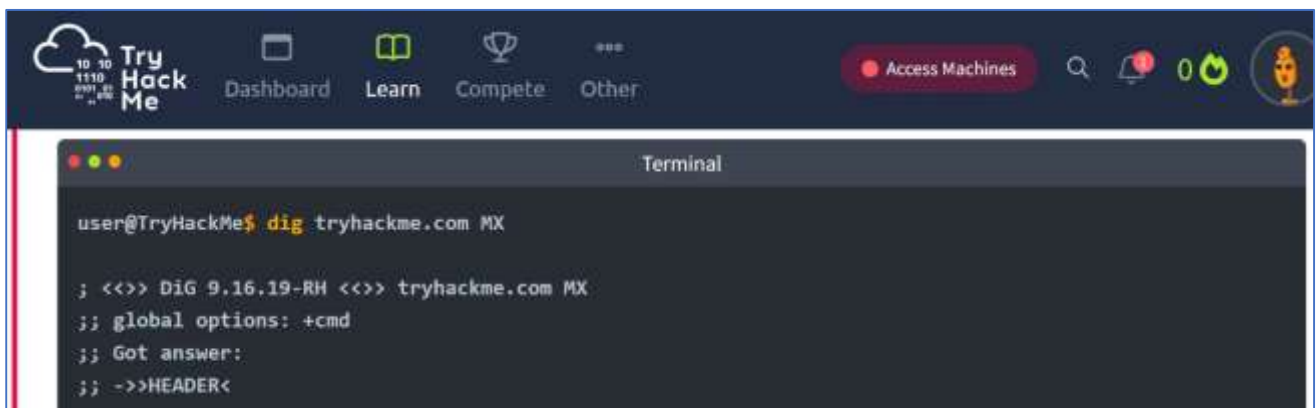 Try
Hack
Me
Dashboard
Learn
Compete
Other
Access Machines
0
Terminal
user@TryHackMe$ dig tryhackme.com MX
; <<>> DiG 9.16.19-RH <<>> tryhackme.com MX
;; global options: +cmd
;; Got answer:
;; ->>HEADER<